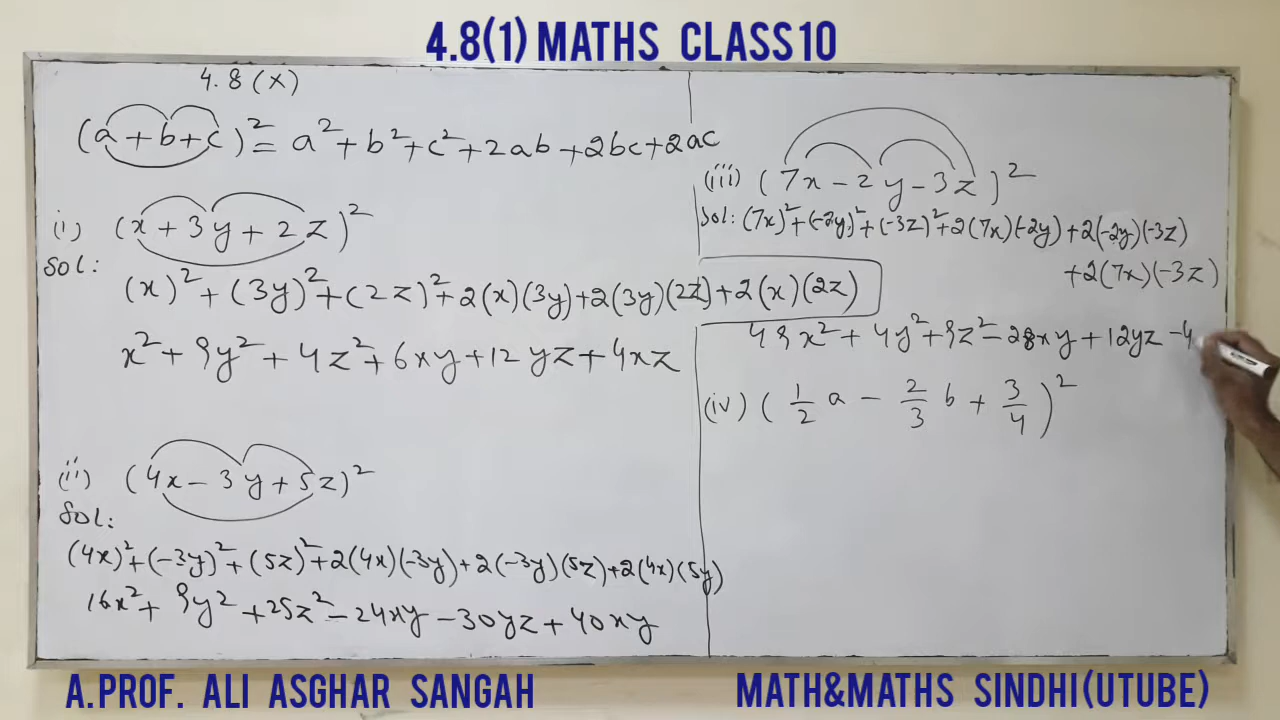 4.8(1) MATHS CLASS 10
4.8 (x)
(a+b+c)² = a²+b²+c²+2ab+2bc+2ac
(i) (x+3y+2z)²
Sol:
(x)²+(3y)²+(2z)²+2(x)(3y)+2(3y)(2z)+2(x)(2z)
x²+9y²+4z²+6xy+12yz+4xz
(ii) (4x-3y+5z)²
Sol:
(4x)²+(-3y)²+(5z)²+2(4x)(-3y)+2(-3y)(5z)+2(4x)(5y)
16x²+9y²+25z²-24xy-30yz+40xy
(iii) (7x-2y-3z)²
Sol: (7x)²+(-2y)²+(-3z)²+2(7x)(-2y)+2(-2y)(-3z)
+2(7x)(-3z)
49x²+4y²+9z²-28xy+12yz-4
(iv) (1/2 a - 2/3 b + 3/4)²
A.PROF. ALI ASGHAR SANGAH
MATH&MATHS SINDHI(UTUBE)